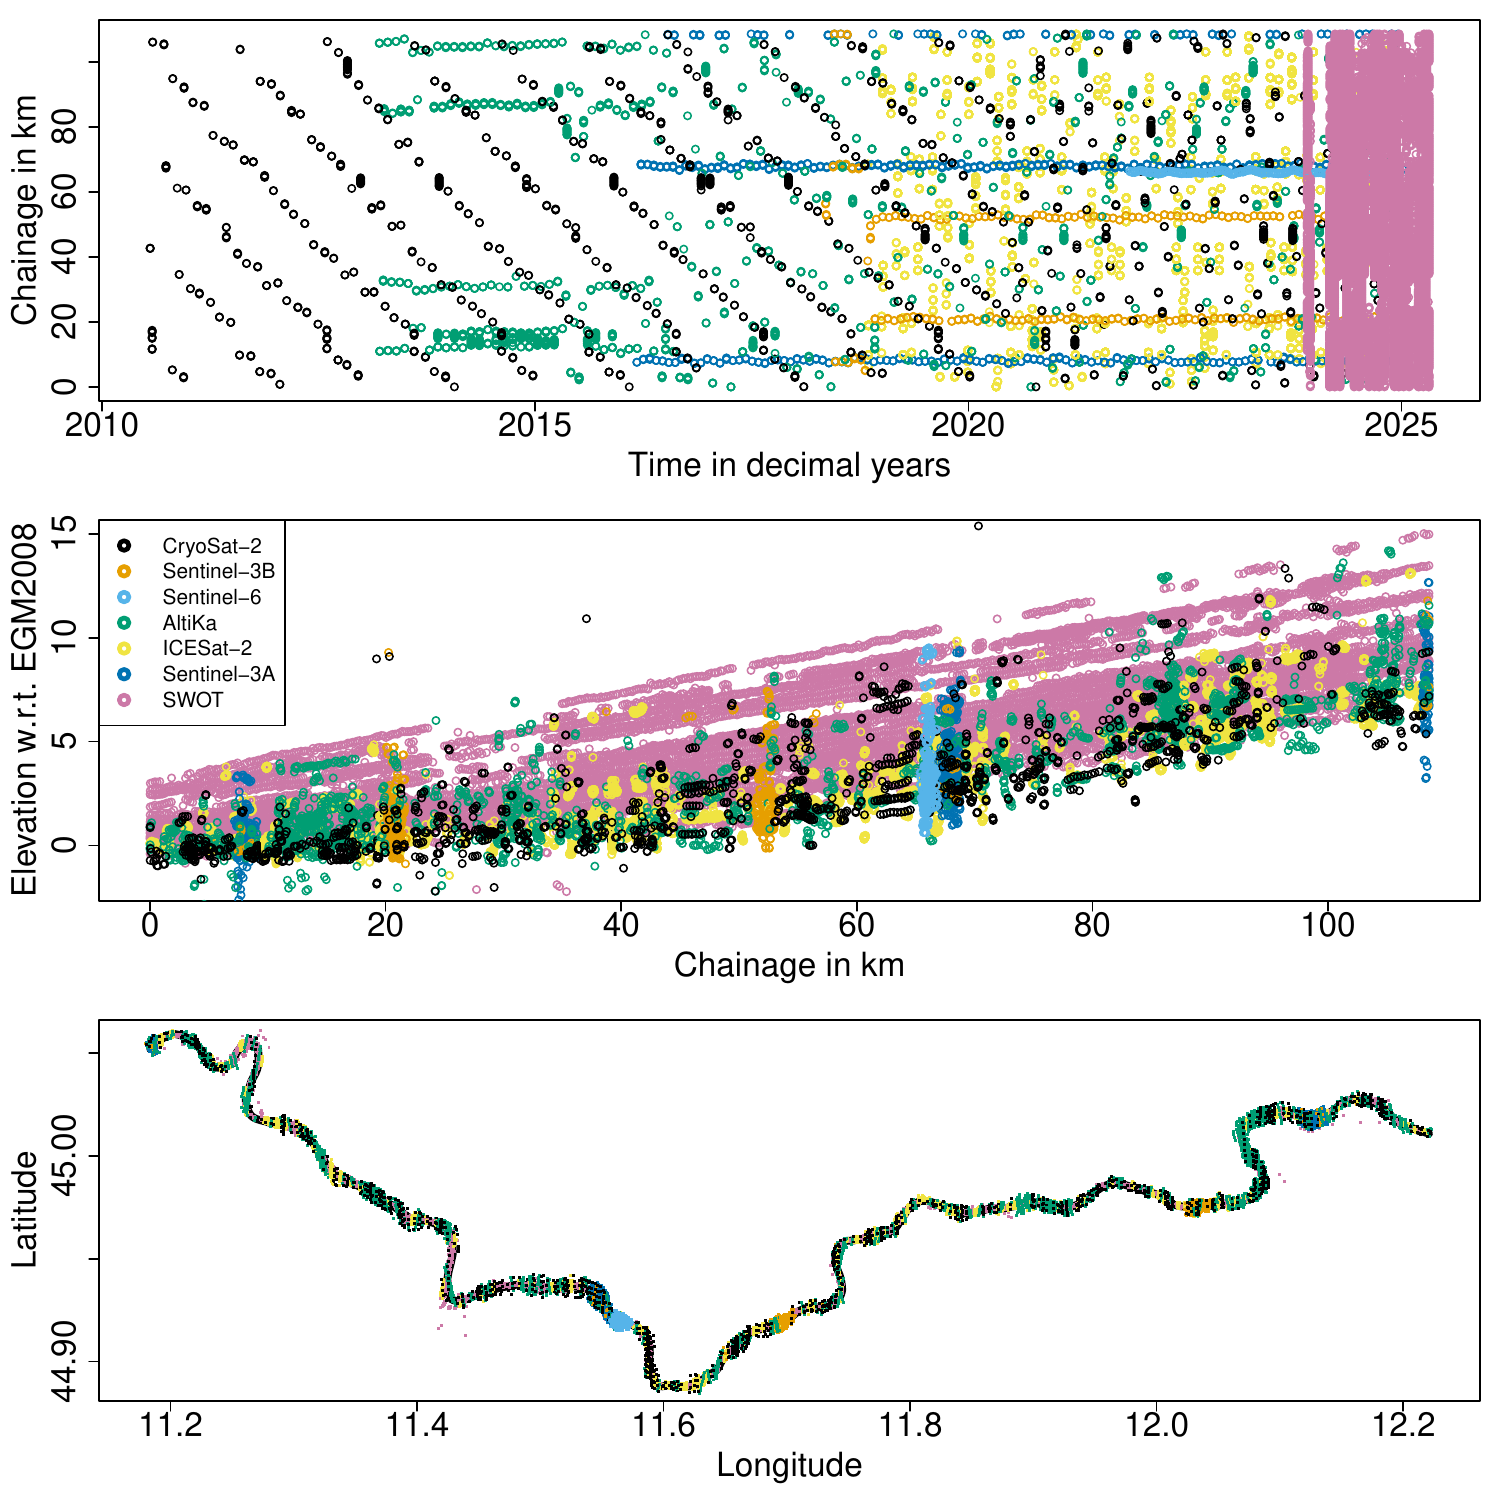 Chainage in km
80
60
40
20
0
2010 2015 2020 2025
Time in decimal years
Elevation w.r.t. EGM2008
15
10
5
0
CryoSat−2
Sentinel−3B
Sentinel−6
AltiKa
ICESat−2
Sentinel−3A
SWOT
0 20 40 60 80 100
Chainage in km
Latitude
45.00
44.90
11.2 11.4 11.6 11.8 12.0 12.2
Longitude